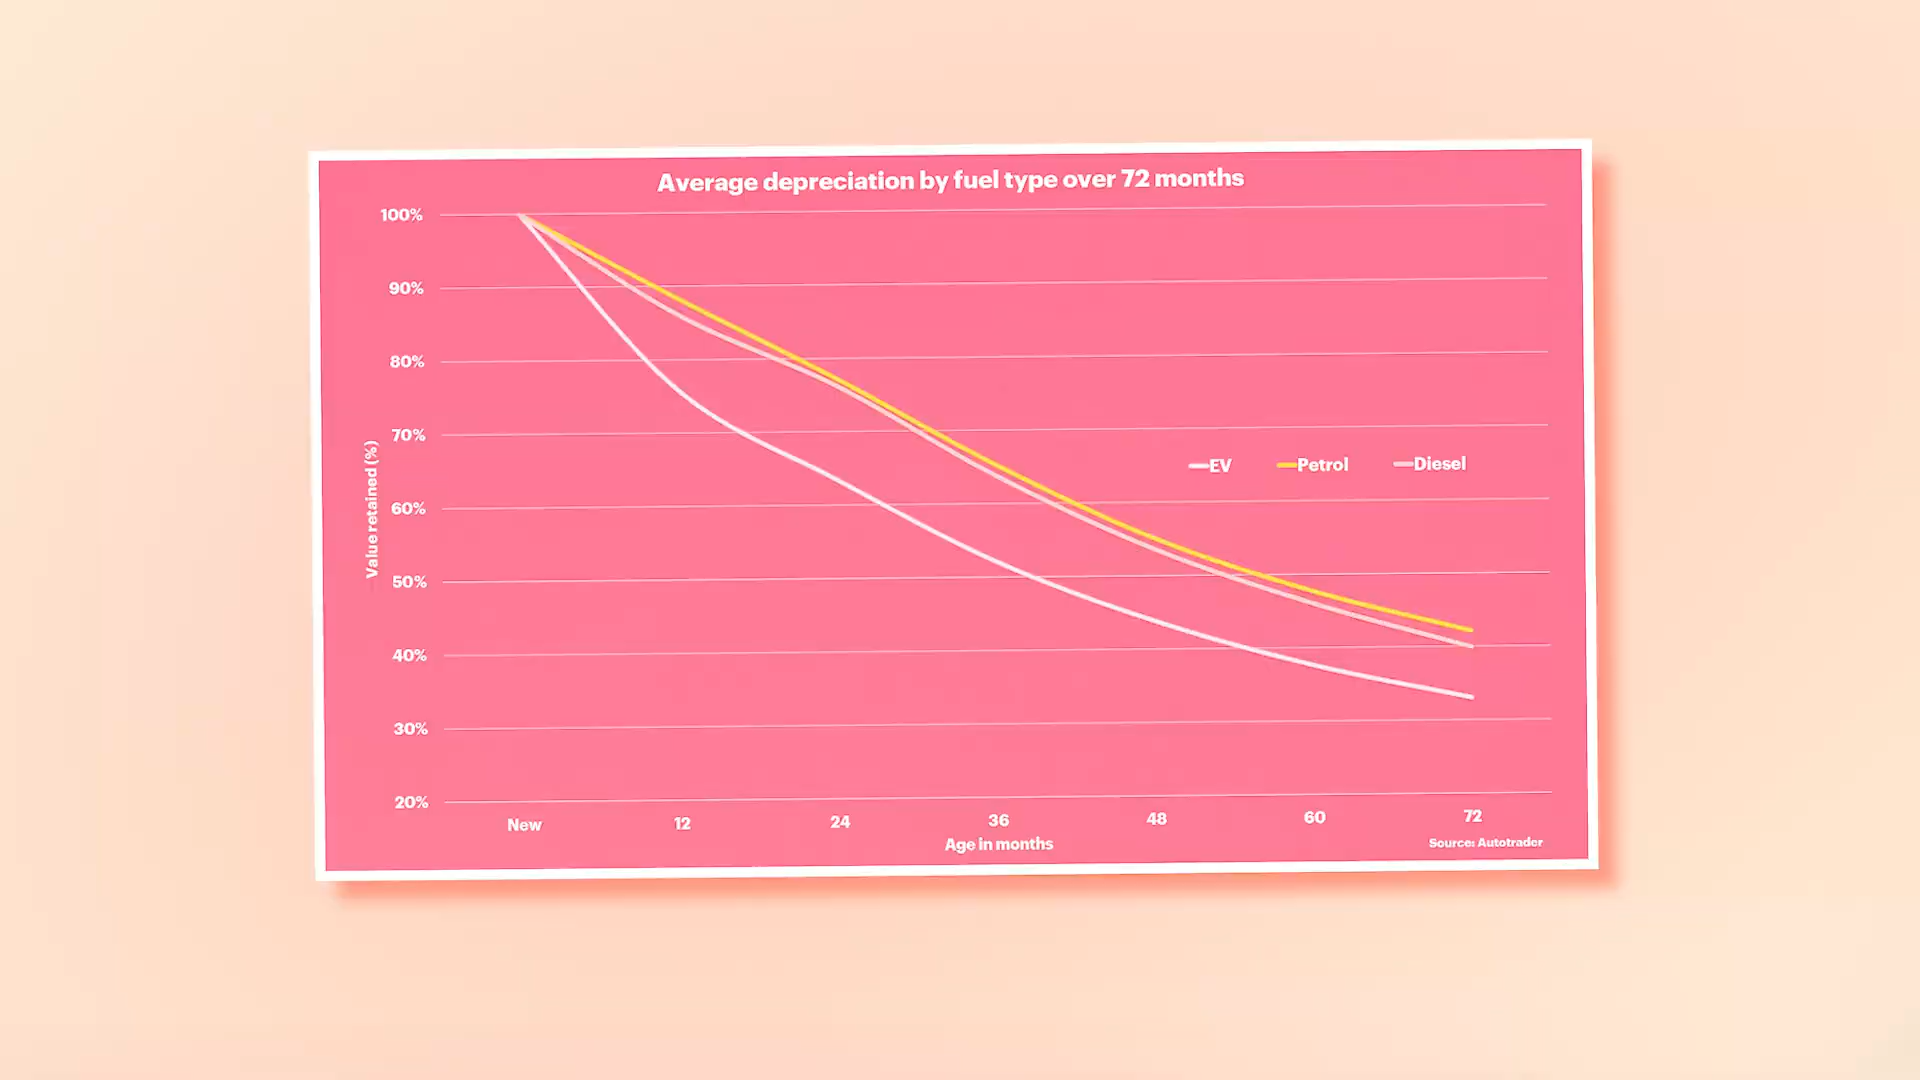 Average depreciation by fuel type over 72 months
100%
90%
80%
70%
60%
50%
40%
30%
20%
Value retained (%)
EV Petrol Diesel
New 12 24 36 48 60 72
Age in months
Source: Autotrader